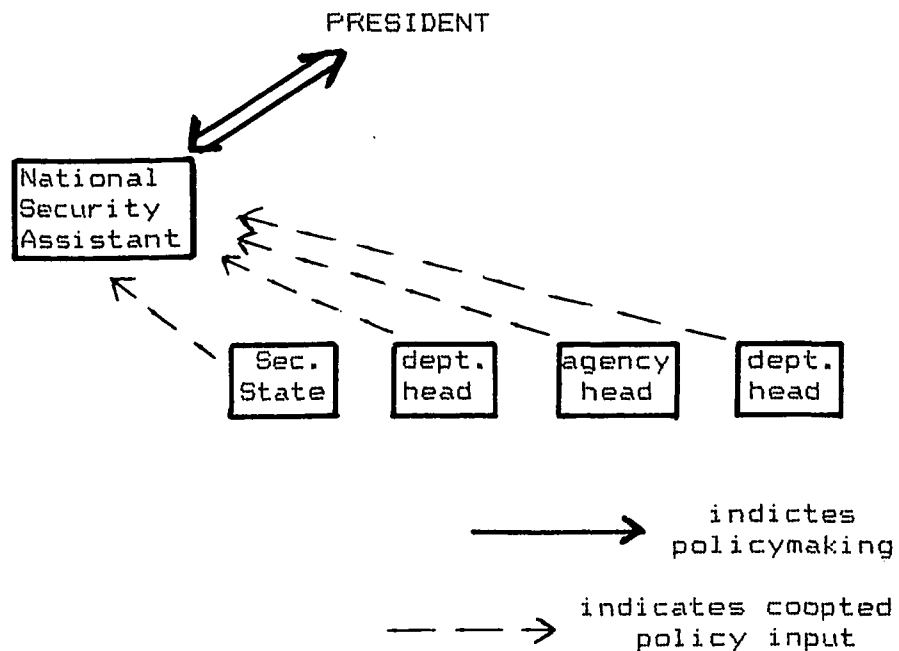 PRESIDENT
National
Security
Assistant
Sec.
State
dept.
head
agency
head
dept.
head
indictes
policymaking
indicates coopted
policy input